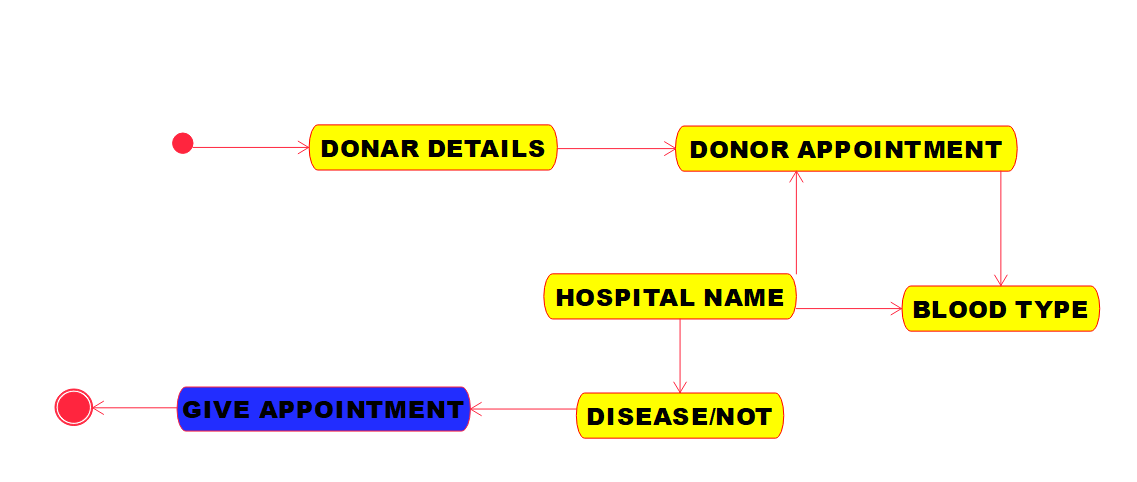 DONAR DETAILS
DONOR APPOINTMENT
HOSPITAL NAME
BLOOD TYPE
GIVE APPOINTMENT
DISEASE/NOT